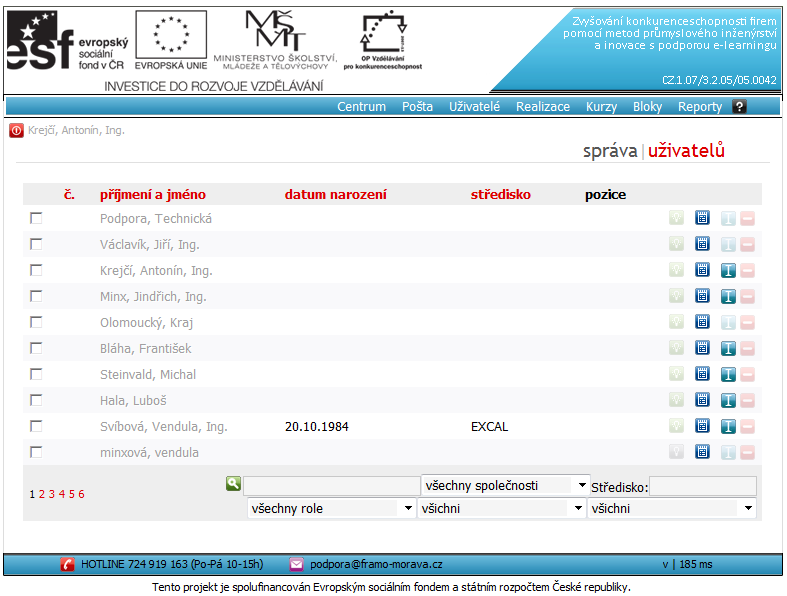 esf evropský sociální fond v ČR
EVROPSKÁ UNIE
MŠMT
MINISTERSTVO ŠKOLSTVÍ,
MLÁDEŽE A TĚLOVÝCHOVY
OP Vzdělávání
pro konkurenceschopnost
INVESTICE DO ROZVOJE VZDĚLÁVÁNÍ
Zvyšování konkurenceschopnosti firem
pomocí metod průmyslového inženýrství
a inovace s podporou e-learningu
CZ.1.07/3.2.05/05.0042
Centrum Pošta Uživatelé Realizace Kurzy Bloky Reporty ?
Krejčí, Antonín, Ing.
správa|uživatelů
č. příjmení a jméno datum narození středisko pozice
Podpora, Technická
Václavík, Jiří, Ing.
Krejčí, Antonín, Ing.
Minx, Jindřich, Ing.
Olomoucký, Kraj
Bláha, František
Steinvald, Michal
Hala, Luboš
Svíbová, Vendula, Ing. 20.10.1984 EXCAL
minxová, vendula
1 2 3 4 5 6
všechny společnosti Středisko:
všechny role všichni všichni
HOTLINE 724 919 163 (Po-Pá 10-15h) podpora@framo-morava.cz v | 185 ms
Tento projekt je spolufinancován Evropským sociálním fondem a státním rozpočtem České republiky.